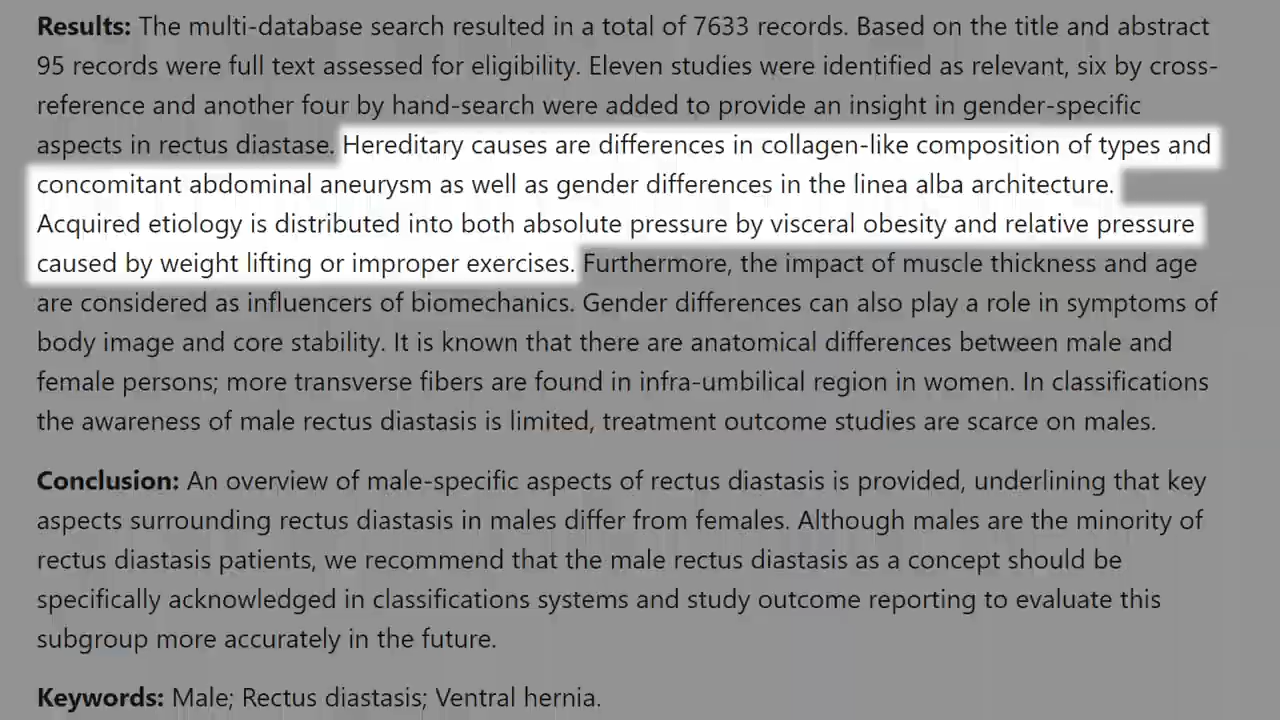 Results: The multi-database search resulted in a total of 7633 records. Based on the title and abstract
95 records were full text assessed for eligibility. Eleven studies were identified as relevant, six by cross-
reference and another four by hand-search were added to provide an insight in gender-specific
aspects in rectus diastase. Hereditary causes are differences in collagen-like composition of types and
concomitant abdominal aneurysm as well as gender differences in the linea alba architecture.
Acquired etiology is distributed into both absolute pressure by visceral obesity and relative pressure
caused by weight lifting or improper exercises. Furthermore, the impact of muscle thickness and age
are considered as influencers of biomechanics. Gender differences can also play a role in symptoms of
body image and core stability. It is known that there are anatomical differences between male and
female persons; more transverse fibers are found in infra-umbilical region in women. In classifications
the awareness of male rectus diastasis is limited, treatment outcome studies are scarce on males.
Conclusion: An overview of male-specific aspects of rectus diastasis is provided, underlining that key
aspects surrounding rectus diastasis in males differ from females. Although males are the minority of
rectus diastasis patients, we recommend that the male rectus diastasis as a concept should be
specifically acknowledged in classifications systems and study outcome reporting to evaluate this
subgroup more accurately in the future.
Keywords: Male; Rectus diastasis; Ventral hernia.